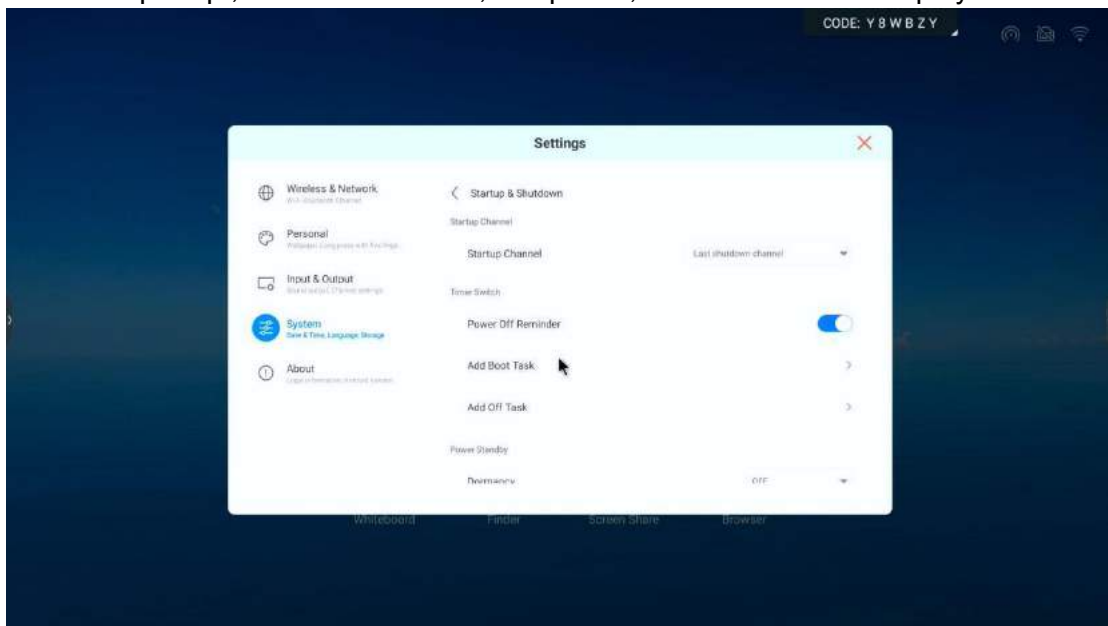 CODE: Y 8 W B Z Y
Settings
Wireless & Network
Personal
Input & Output
System
Date & Time, Language, Storage
About
Startup & Shutdown
Startup Channel
Startup Channel
Last shutdown channel
Timer Switch
Power Off Reminder
Add Boot Task
Add Off Task
Power Standby
Dormancy
OFF
Whiteboard
Finder
Screen Share
Browser